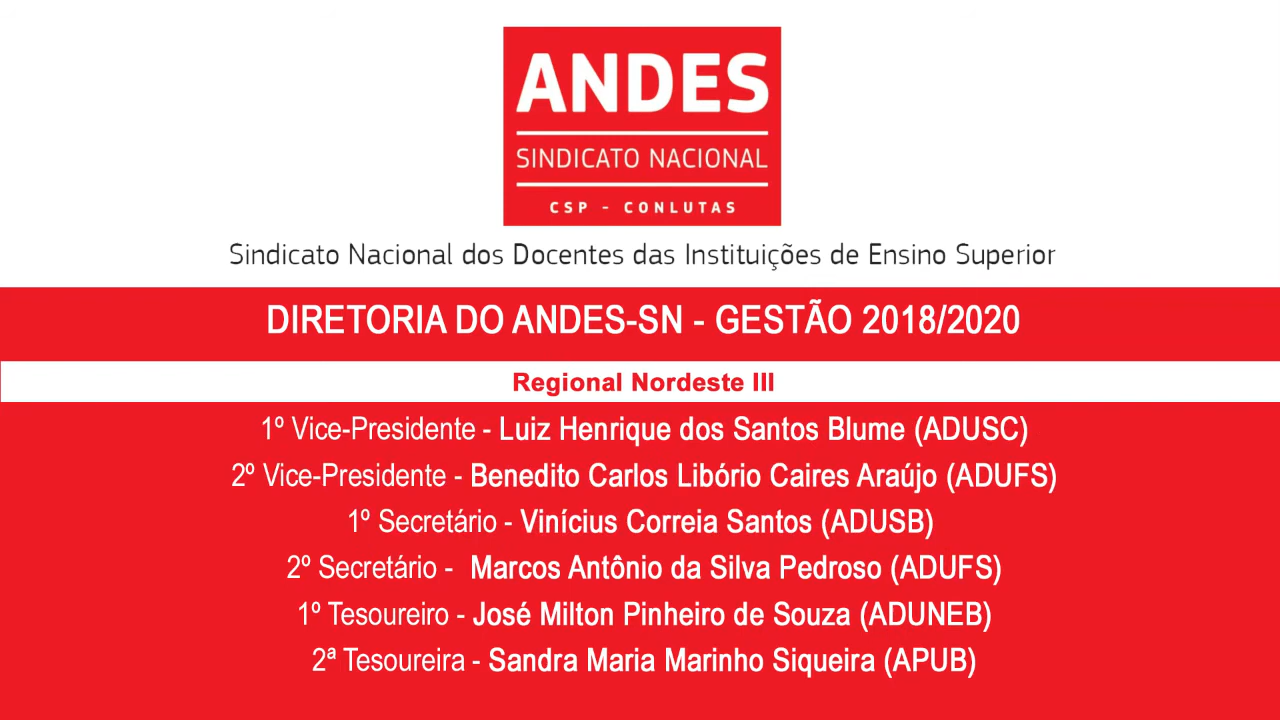 ANDES
SINDICATO NACIONAL
CSP - CONLUTAS
Sindicato Nacional dos Docentes das Instituições de Ensino Superior
DIRETORIA DO ANDES-SN - GESTÃO 2018/2020
Regional Nordeste III
1º Vice-Presidente - Luiz Henrique dos Santos Blume (ADUSC)
2º Vice-Presidente - Benedito Carlos Libório Caires Araújo (ADUFS)
1º Secretário - Vinícius Correia Santos (ADUSB)
2º Secretário - Marcos Antônio da Silva Pedroso (ADUFS)
1º Tesoureiro - José Milton Pinheiro de Souza (ADUNEB)
2ª Tesoureira - Sandra Maria Marinho Siqueira (APUB)